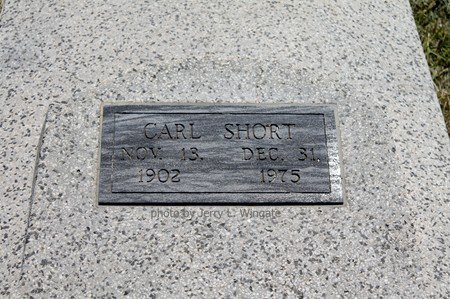 CARL SHORT
NOV. 13, DEC. 31,
1902 1975
photo by Jerry L. Wingate